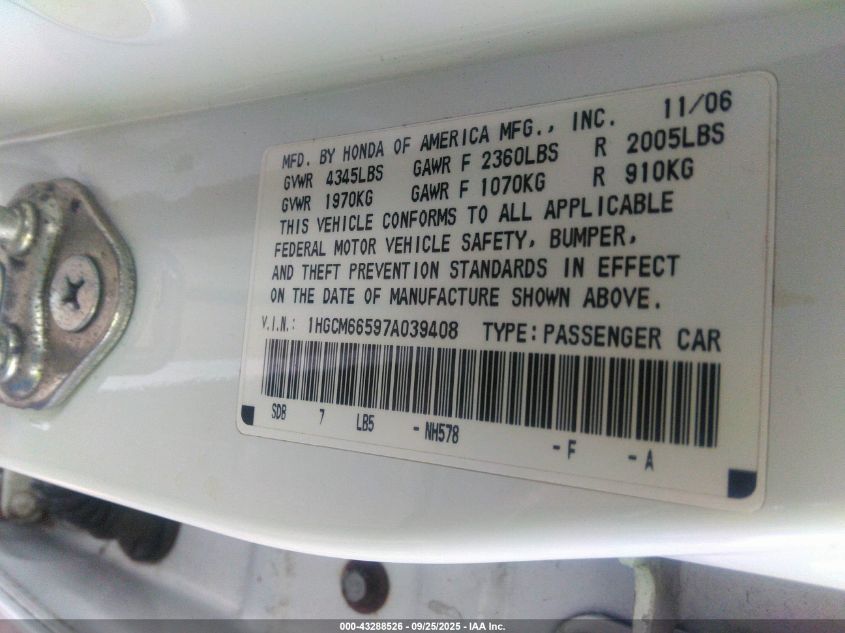 MFD. BY HONDA OF AMERICA MFG., INC. 11/06
GVWR 4345LBS GAWR F 2360LBS R 2005LBS
GVWR 1970KG GAWR F 1070KG R 910KG
THIS VEHICLE CONFORMS TO ALL APPLICABLE
FEDERAL MOTOR VEHICLE SAFETY, BUMPER,
AND THEFT PREVENTION STANDARDS IN EFFECT
ON THE DATE OF MANUFACTURE SHOWN ABOVE.
V.I.N.: 1HGCM66597A039408 TYPE:PASSENGER CAR
SDB 7 LB5 -NH578 -F -A
000-43288526 - 09/25/2025 - IAA Inc.